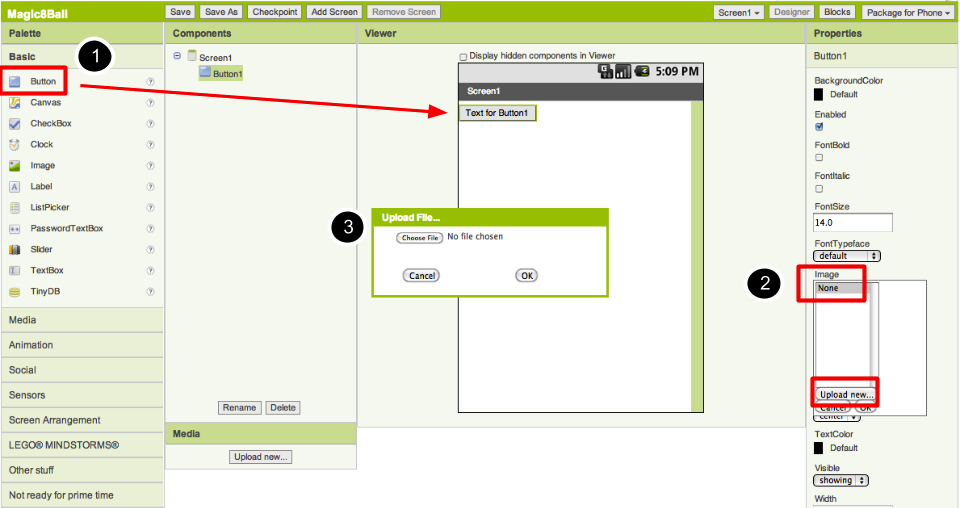 Magic8Ball
Save
Save As
Checkpoint
Add Screen
Remove Screen
Screen1
Designer
Blocks
Package for Phone
Palette
Basic
1
Button
?
Canvas
?
CheckBox
?
Clock
?
Image
?
Label
?
ListPicker
?
PasswordTextBox
?
Slider
?
TextBox
?
TinyDB
?
Media
Animation
Social
Sensors
Screen Arrangement
LEGO® MINDSTORMS®
Other stuff
Not ready for prime time
Components
Screen1
Button1
Rename
Delete
Media
Upload new...
Viewer
Display hidden components in Viewer
5:09 PM
Screen1
Text for Button1
3
Upload File...
Choose File No file chosen
Cancel
OK
Properties
Button1
BackgroundColor
Default
Enabled
FontBold
FontItalic
FontSize
14.0
FontTypeface
default
2
Image
None
Upload new...
Cancel
OK
center
TextColor
Default
Visible
showing
Width